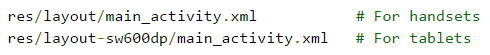 res/layout/main_activity.xml # For handsets
res/layout-sw600dp/main_activity.xml # For tablets